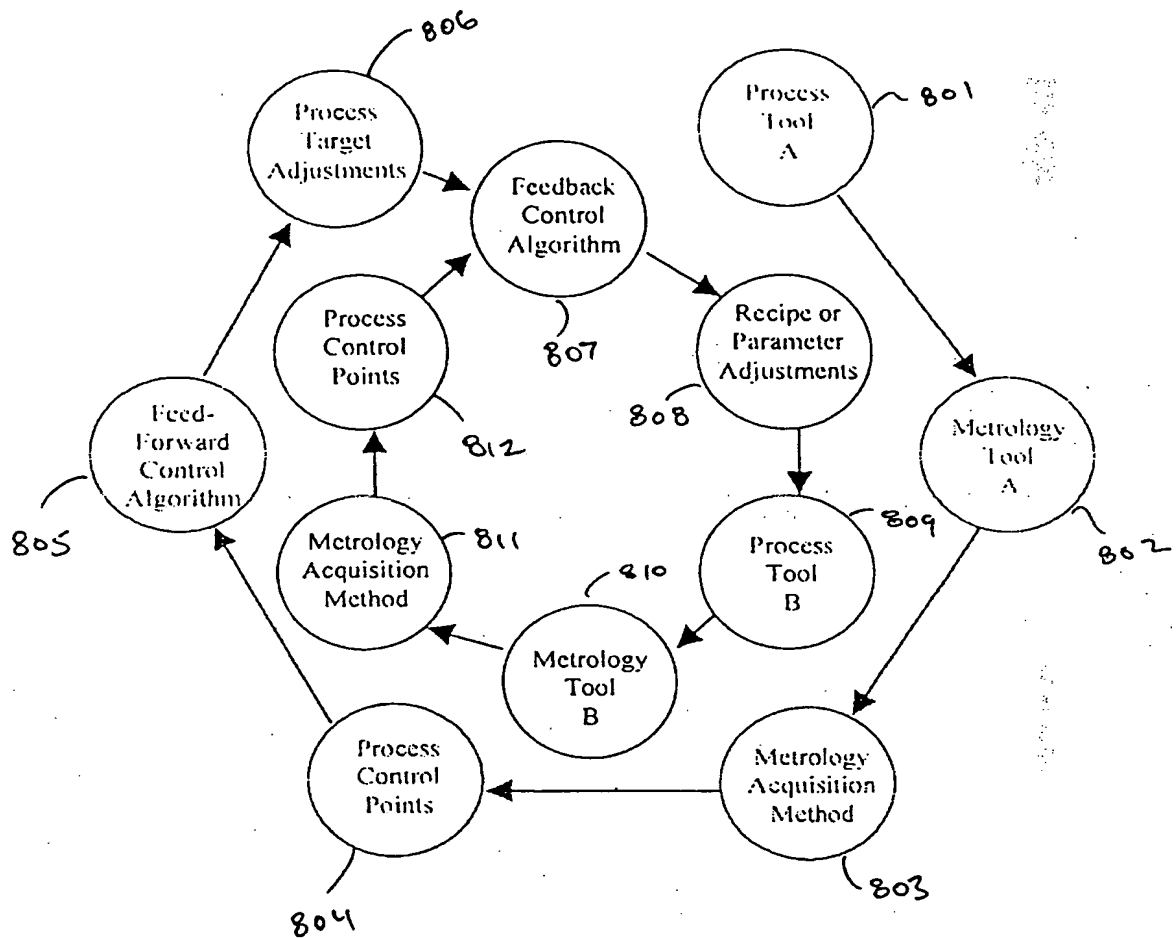 806
Process
Target
Adjustments
Process
Tool
A
801
Feedback
Control
Algorithm
807
Process
Control
Points
812
Recipe or
Parameter
Adjustments
808
Feed-
Forward
Control
Algorithm
805
Metrology
Tool
A
802
Metrology
Acquisition
Method
811
Process
Tool
B
809
810
Metrology
Tool
B
Process
Control
Points
804
Metrology
Acquisition
Method
803